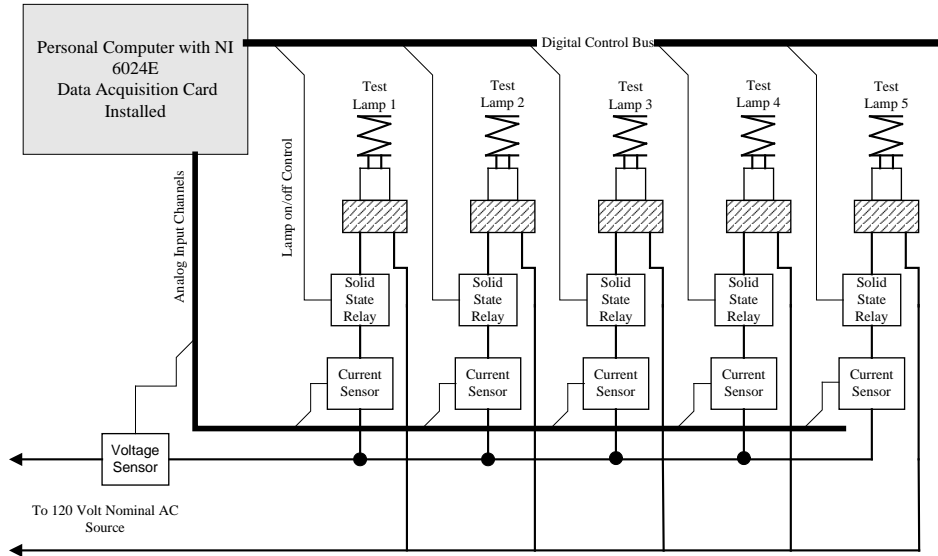 Personal Computer with NI
6024E
Data Acquisition Card
Installed
Digital Control Bus
Test
Lamp 1
Test
Lamp 2
Test
Lamp 3
Test
Lamp 4
Test
Lamp 5
Analog Input Channels
Lamp on/off Control
Solid
State
Relay
Solid
State
Relay
Solid
State
Relay
Solid
State
Relay
Solid
State
Relay
Current
Sensor
Current
Sensor
Current
Sensor
Current
Sensor
Current
Sensor
Voltage
Sensor
To 120 Volt Nominal AC
Source